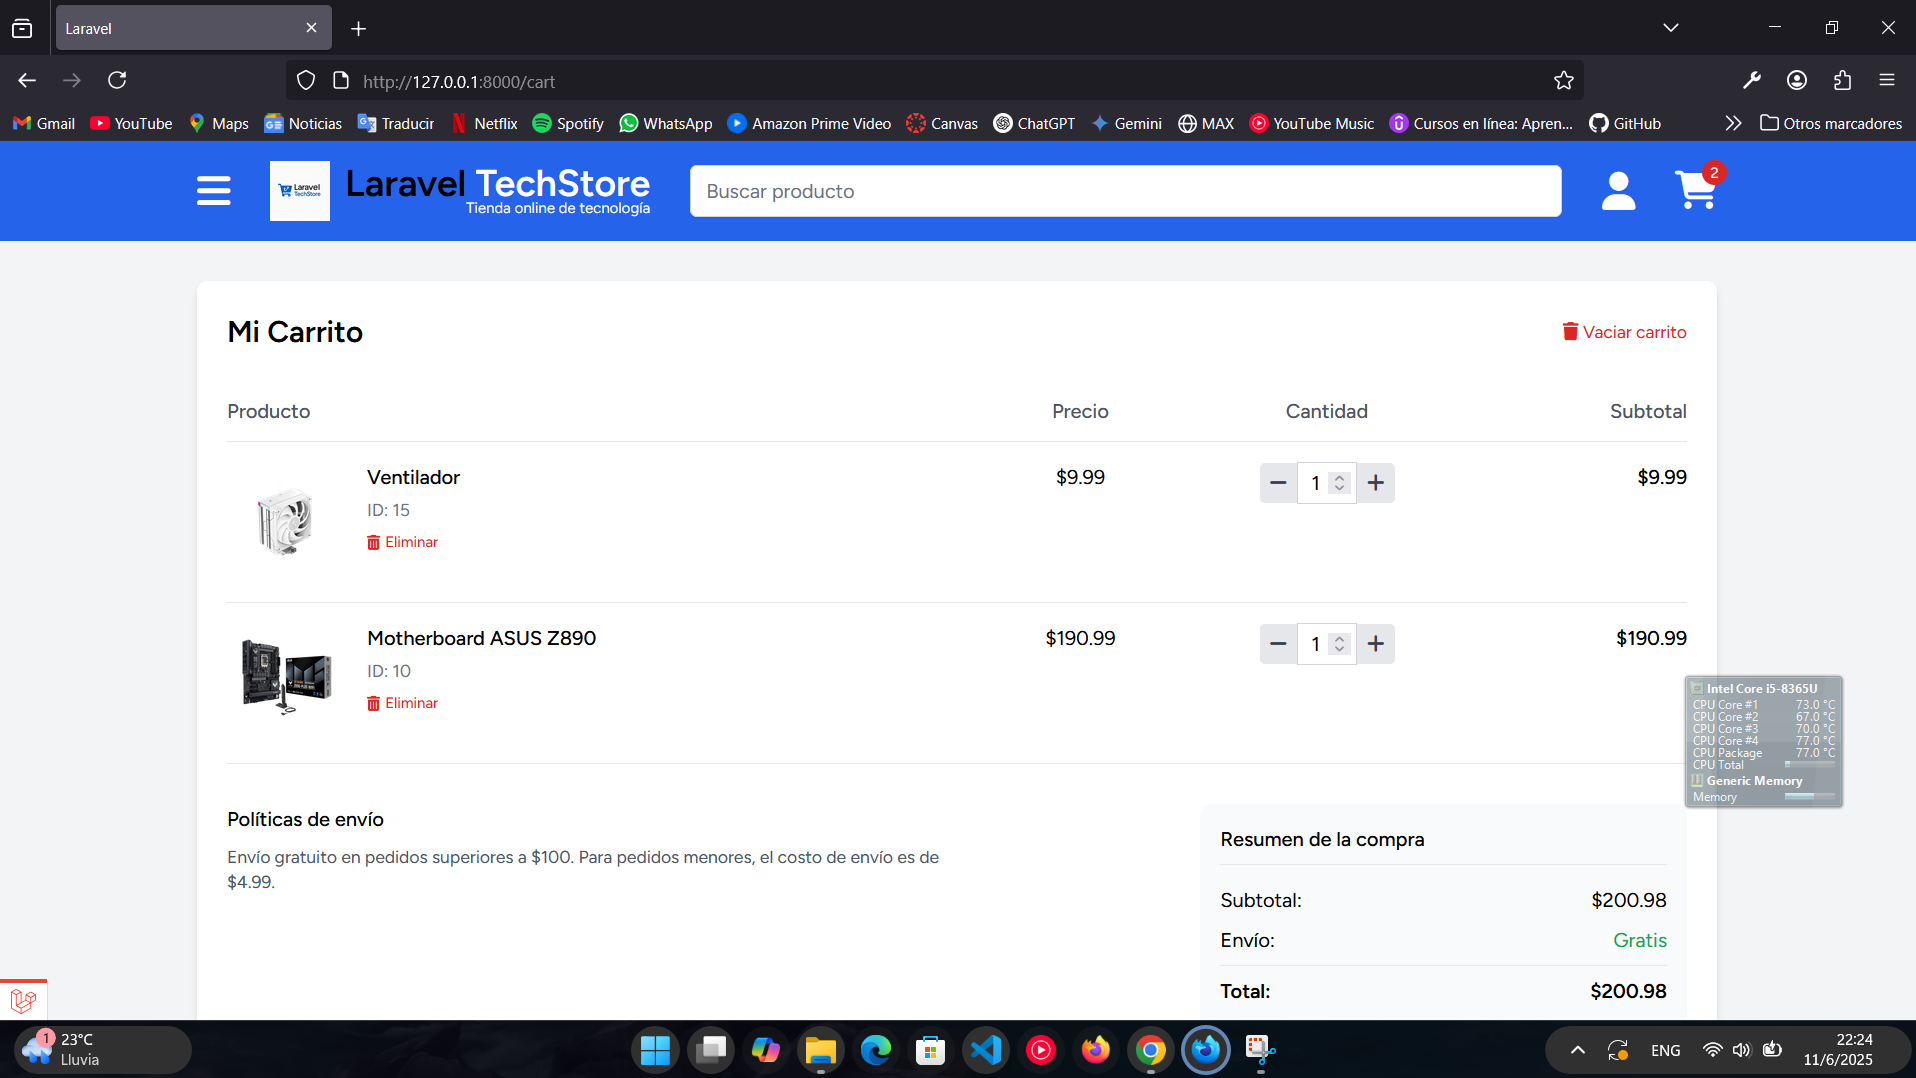 Laravel
http://127.0.0.1:8000/cart
Gmail YouTube Maps Noticias Traducir Netflix Spotify WhatsApp Amazon Prime Video Canvas ChatGPT Gemini MAX YouTube Music Cursos en línea: Apren... GitHub Otros marcadores
Laravel TechStore
Laravel TechStore
Tienda online de tecnología
Buscar producto
2
Mi Carrito
Vaciar carrito
Producto Precio Cantidad Subtotal
Ventilador $9.99 1 $9.99
ID: 15
Eliminar
Motherboard ASUS Z890 $190.99 1 $190.99
ID: 10
Eliminar
Intel Core i5-8365U
CPU Core #1 73.0 °C
CPU Core #2 67.0 °C
CPU Core #3 70.0 °C
CPU Core #4 77.0 °C
CPU Package 77.0 °C
CPU Total
Generic Memory
Memory
Políticas de envío
Envío gratuito en pedidos superiores a $100. Para pedidos menores, el costo de envío es de
$4.99.
Resumen de la compra
Subtotal: $200.98
Envío: Gratis
Total: $200.98
1
23°C
Lluvia
ENG
22:24
11/6/2025